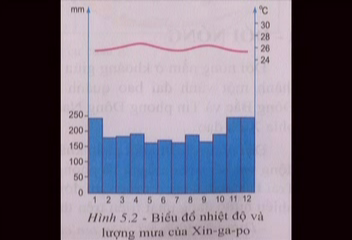 mm
°C
30
28
26
24
250
200
150
100
50
0
1 2 3 4 5 6 7 8 9 10 11 12
Hình 5.2 - Biểu đồ nhiệt độ và
lượng mưa của Xin-ga-po